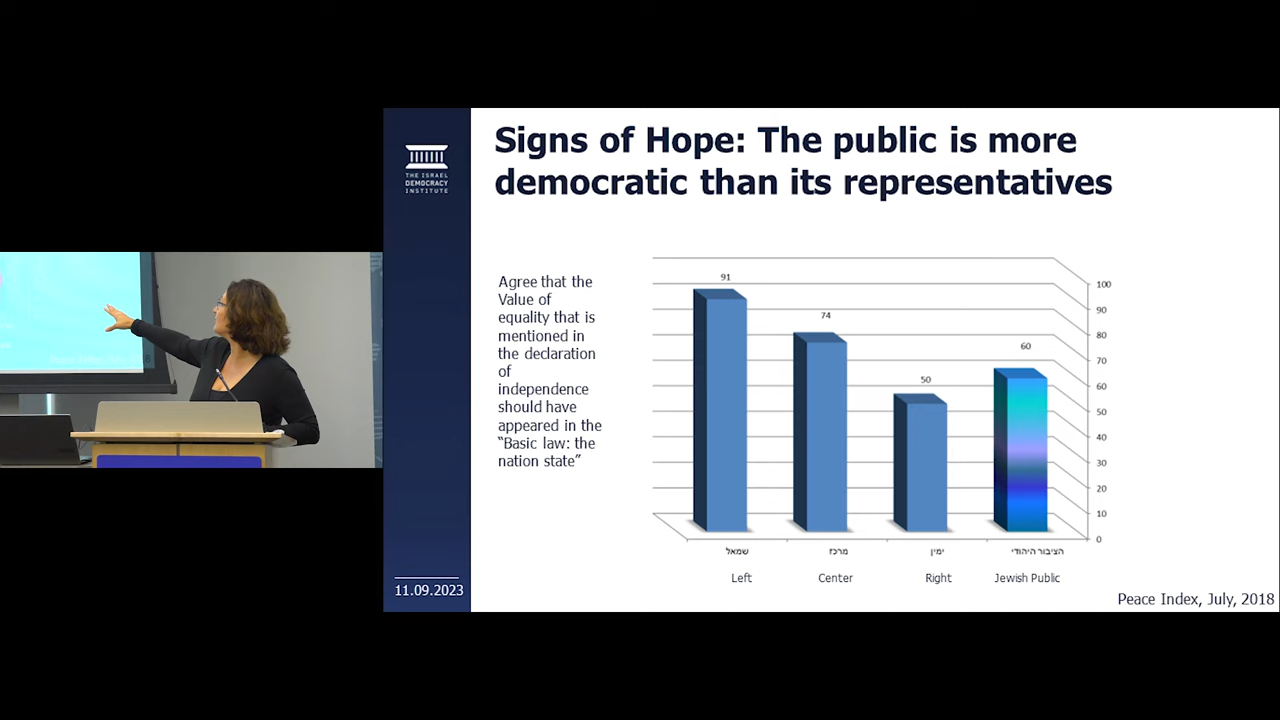 Signs of Hope: The public is more
democratic than its representatives
THE ISRAEL
DEMOCRACY
INSTITUTE
Agree that the
Value of
equality that is
mentioned in
the declaration
of
independence
should have
appeared in the
“Basic law: the
nation state”
91
74
50
60
100
90
80
70
60
50
40
30
20
10
0
שמאל
מרכז
ימין
הציבור היהודי
Left
Center
Right
Jewish Public
11.09.2023
Peace Index, July, 2018